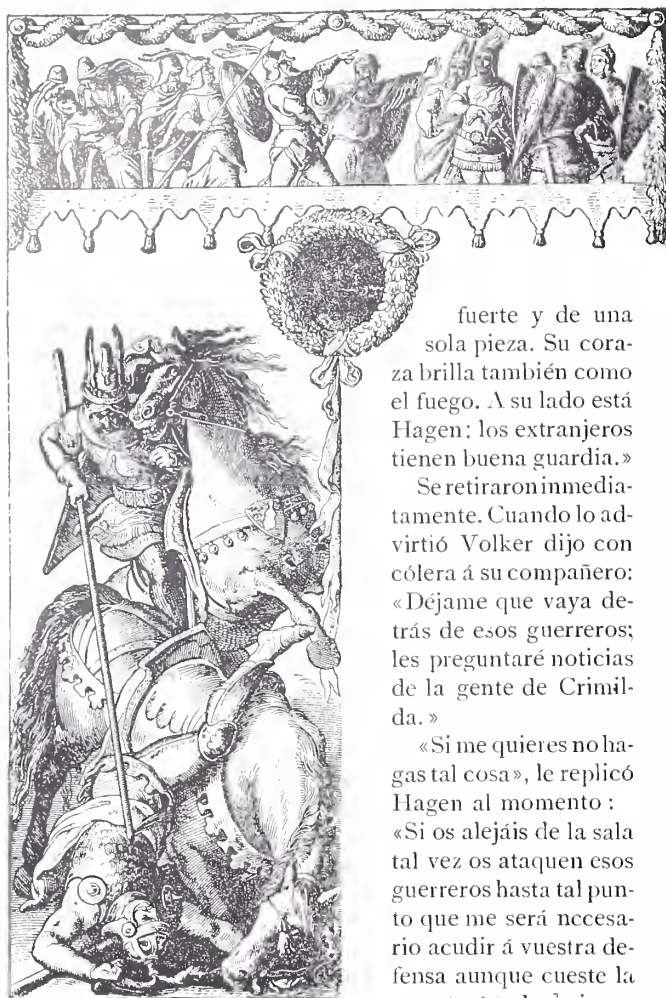 fuerte y de una
sola pieza. Su cora-
za brilla también como
el fuego. A su lado está
Hagen: los extranjeros
tienen buena guardia.»
Se retiraron inmedia-
tamente. Cuando lo ad-
virtió Volker dijo con
cólera á su compañero:
«Déjame que vaya de-
trás de esos guerreros;
les preguntaré noticias
de la gente de Crimil-
da.»
«Si me quieres no ha-
gas tal cosa», le replicó
Hagen al momento:
«Si os alejáis de la sala
tal vez os ataquen esos
guerreros hasta tal pun-
to que me será necesa-
rio acudir á vuestra de-
fensa aunque cueste la